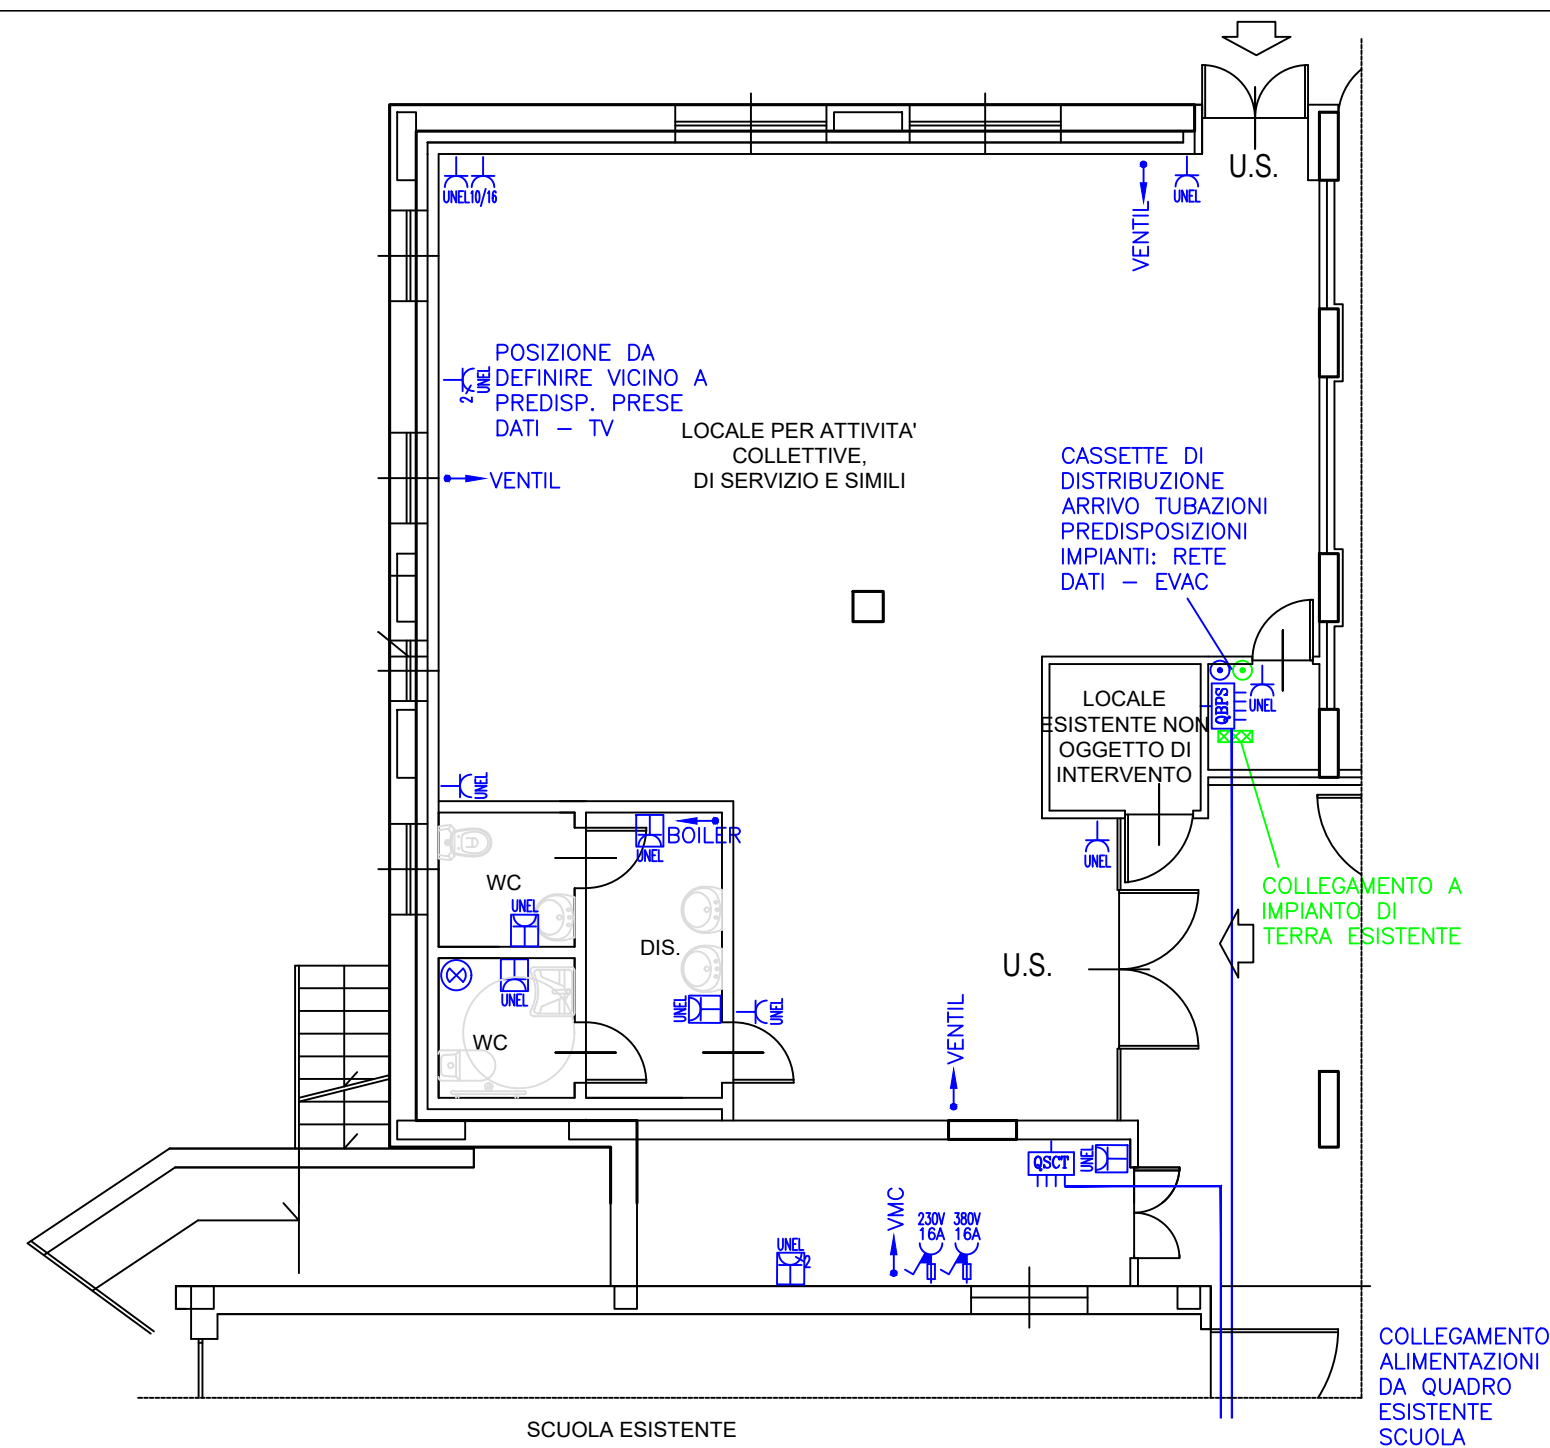 U.S.
UNEL
10/16
UNEL
VENTIL
POSIZIONE DA
DEFINIRE VICINO A
PREDISP. PRESE
DATI – TV
2x
UNEL
LOCALE PER ATTIVITA'
COLLETTIVE,
DI SERVIZIO E SIMILI
VENTIL
CASSETTE DI
DISTRIBUZIONE
ARRIVO TUBAZIONI
PREDISPOSIZIONI
IMPIANTI: RETE
DATI – EVAC
LOCALE
ESISTENTE NON
OGGETTO DI
INTERVENTO
QBPS
UNEL
UNEL
BOILER
UNEL
UNEL
WC
UNEL
COLLEGAMENTO A
IMPIANTO DI
TERRA ESISTENTE
DIS.
U.S.
UNEL
UNEL
UNEL
WC
VENTIL
QSCT
UNEL
VMC
230V
16A
380V
16A
UNEL
x2
COLLEGAMENTO
ALIMENTAZIONI
DA QUADRO
ESISTENTE
SCUOLA
SCUOLA ESISTENTE